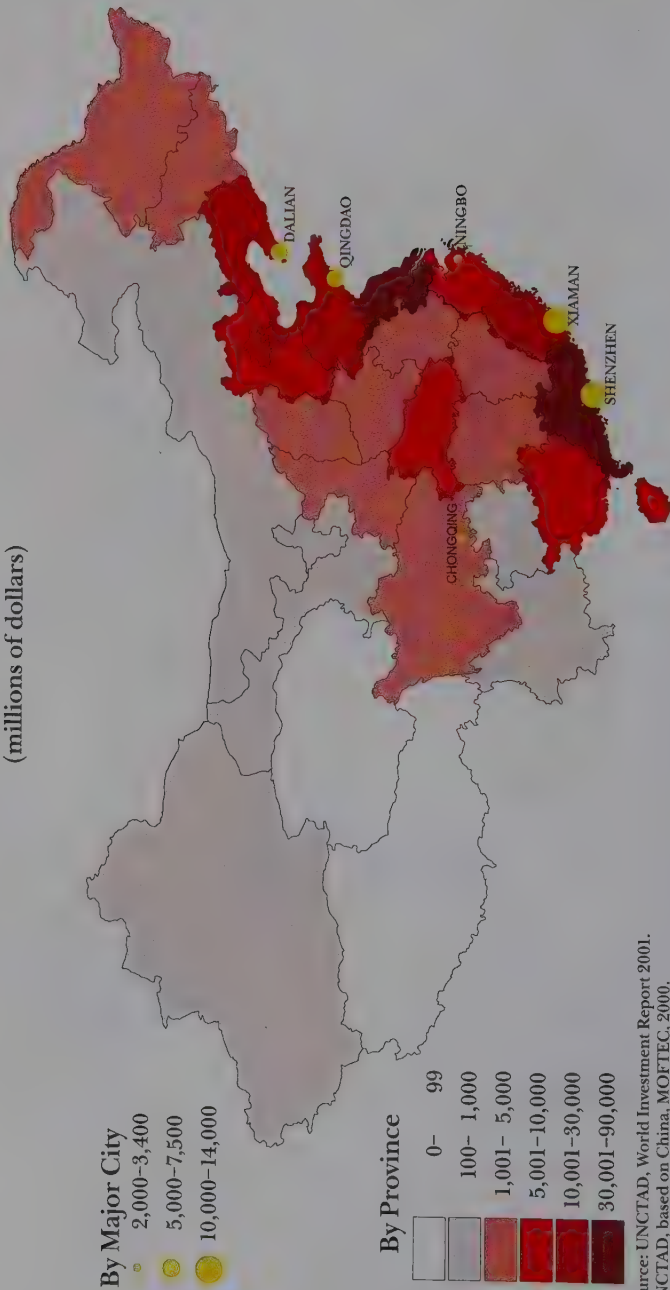 (millions of dollars)
By Major City
2,000–3,400
5,000–7,500
10,000–14,000
By Province
0– 99
100– 1,000
1,001– 5,000
5,001–10,000
10,001–30,000
30,001–90,000
DALIAN
QINGDAO
NINGBO
XIAMAN
SHENZHEN
CHONGQING
urce: UNCTAD, World Investment Report 2001.
NCTAD, based on China, MOFTEC, 2000.